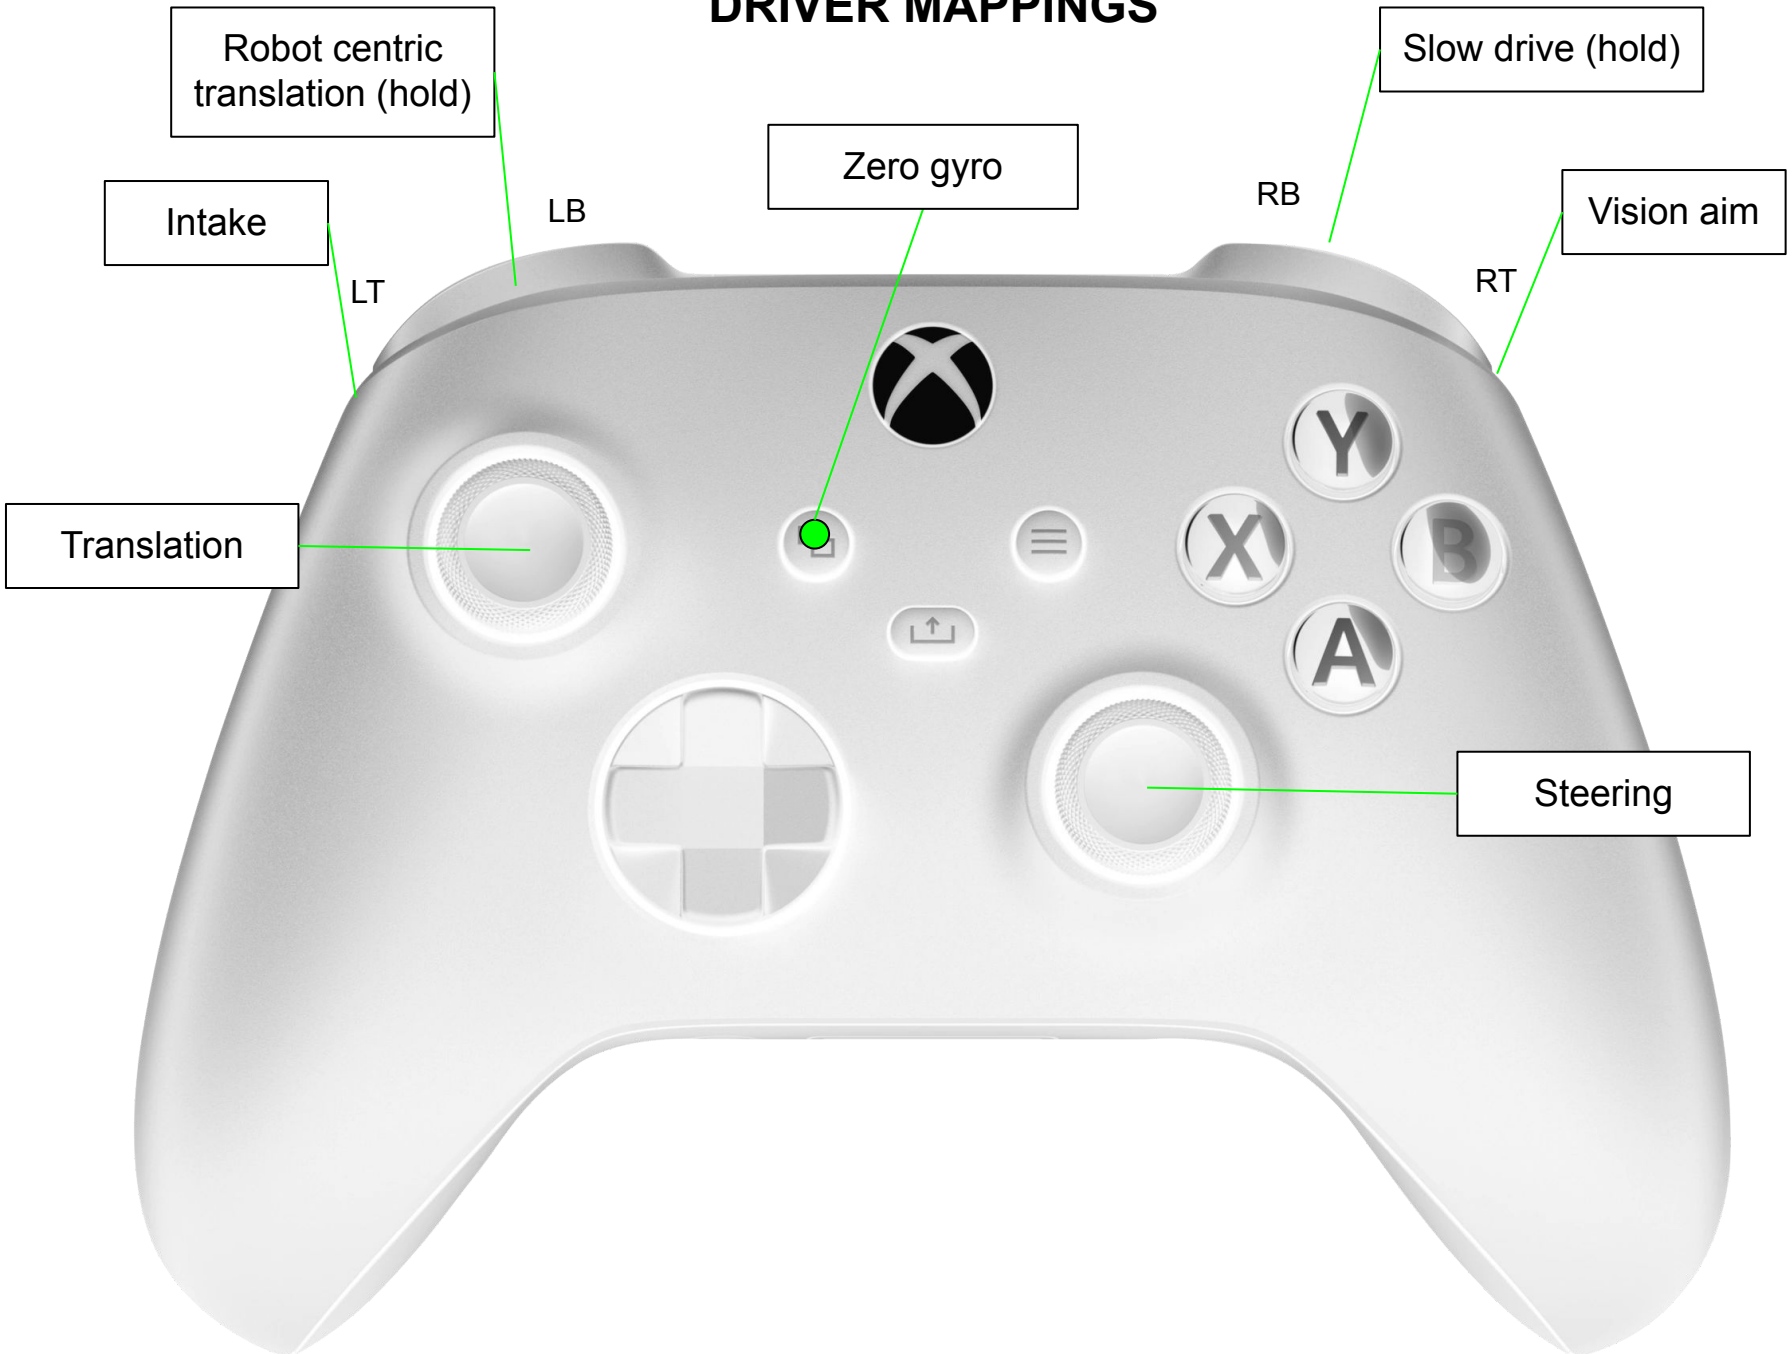 DRIVER MAPPINGS
Robot centric
translation (hold)
Slow drive (hold)
Zero gyro
Intake
LB
RB
Vision aim
LT
RT
Y
X
B
A
Translation
Steering